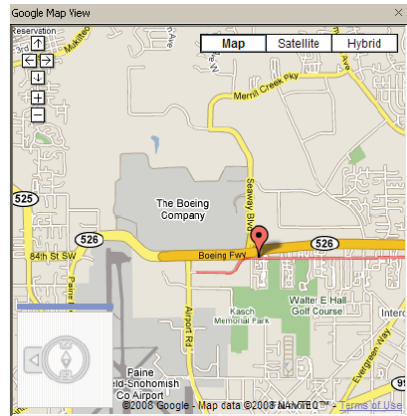 Google Map View
Map
Satellite
Hybrid
Reservation
Mukilteo
Ave
Merrill Creek Pky
Seaway Blvd
The Boeing
Company
525
526
526
Boeing Fwy
84th St SW
Airport Rd
Kasch
Memorial Park
Walter E Hall
Golf Course
Evergreen Way
Paine
Co Airport
©2008 Google - Map data ©2008 NAVTEQ™ - Terms of Use